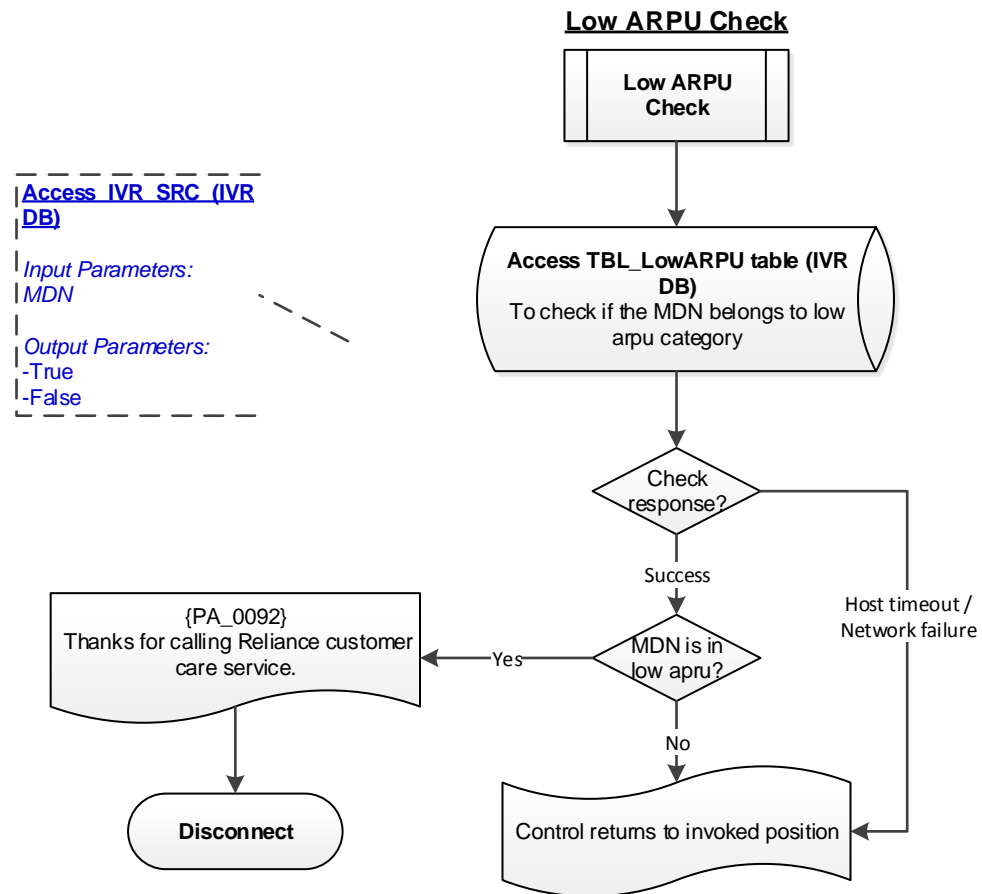 Low ARPU Check
Low ARPU
Check
Access IVR_SRC (IVR
DB)
Input Parameters:
MDN
Output Parameters:
-True
-False
Access TBL_LowARPU table (IVR
DB)
To check if the MDN belongs to low
arpu category
Check
response?
Success
Host timeout /
Network failure
{PA_0092}
Thanks for calling Reliance customer
care service.
Yes
MDN is in
low apru?
No
Disconnect
Control returns to invoked position